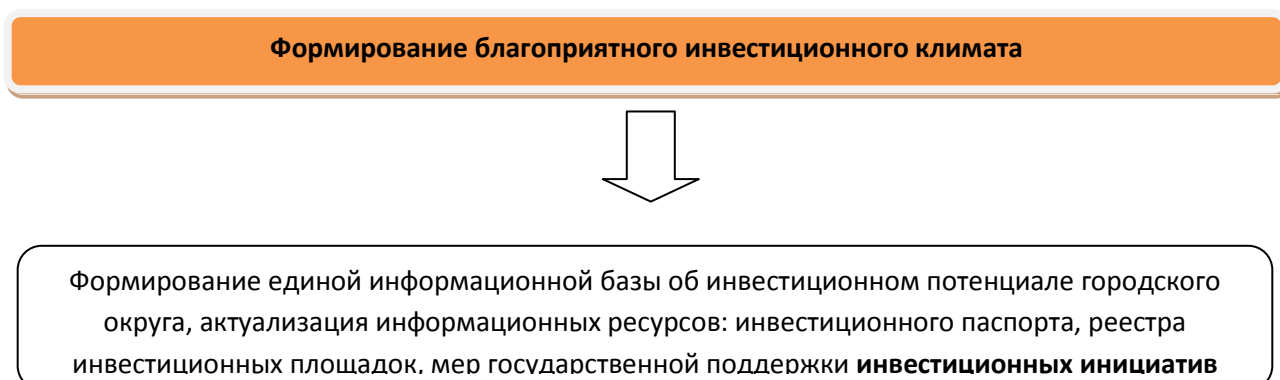 Формирование благоприятного инвестиционного климата
Формирование единой информационной базы об инвестиционном потенциале городского
округа, актуализация информационных ресурсов: инвестиционного паспорта, реестра
инвестиционных площадок, мер государственной поддержки инвестиционных инициатив